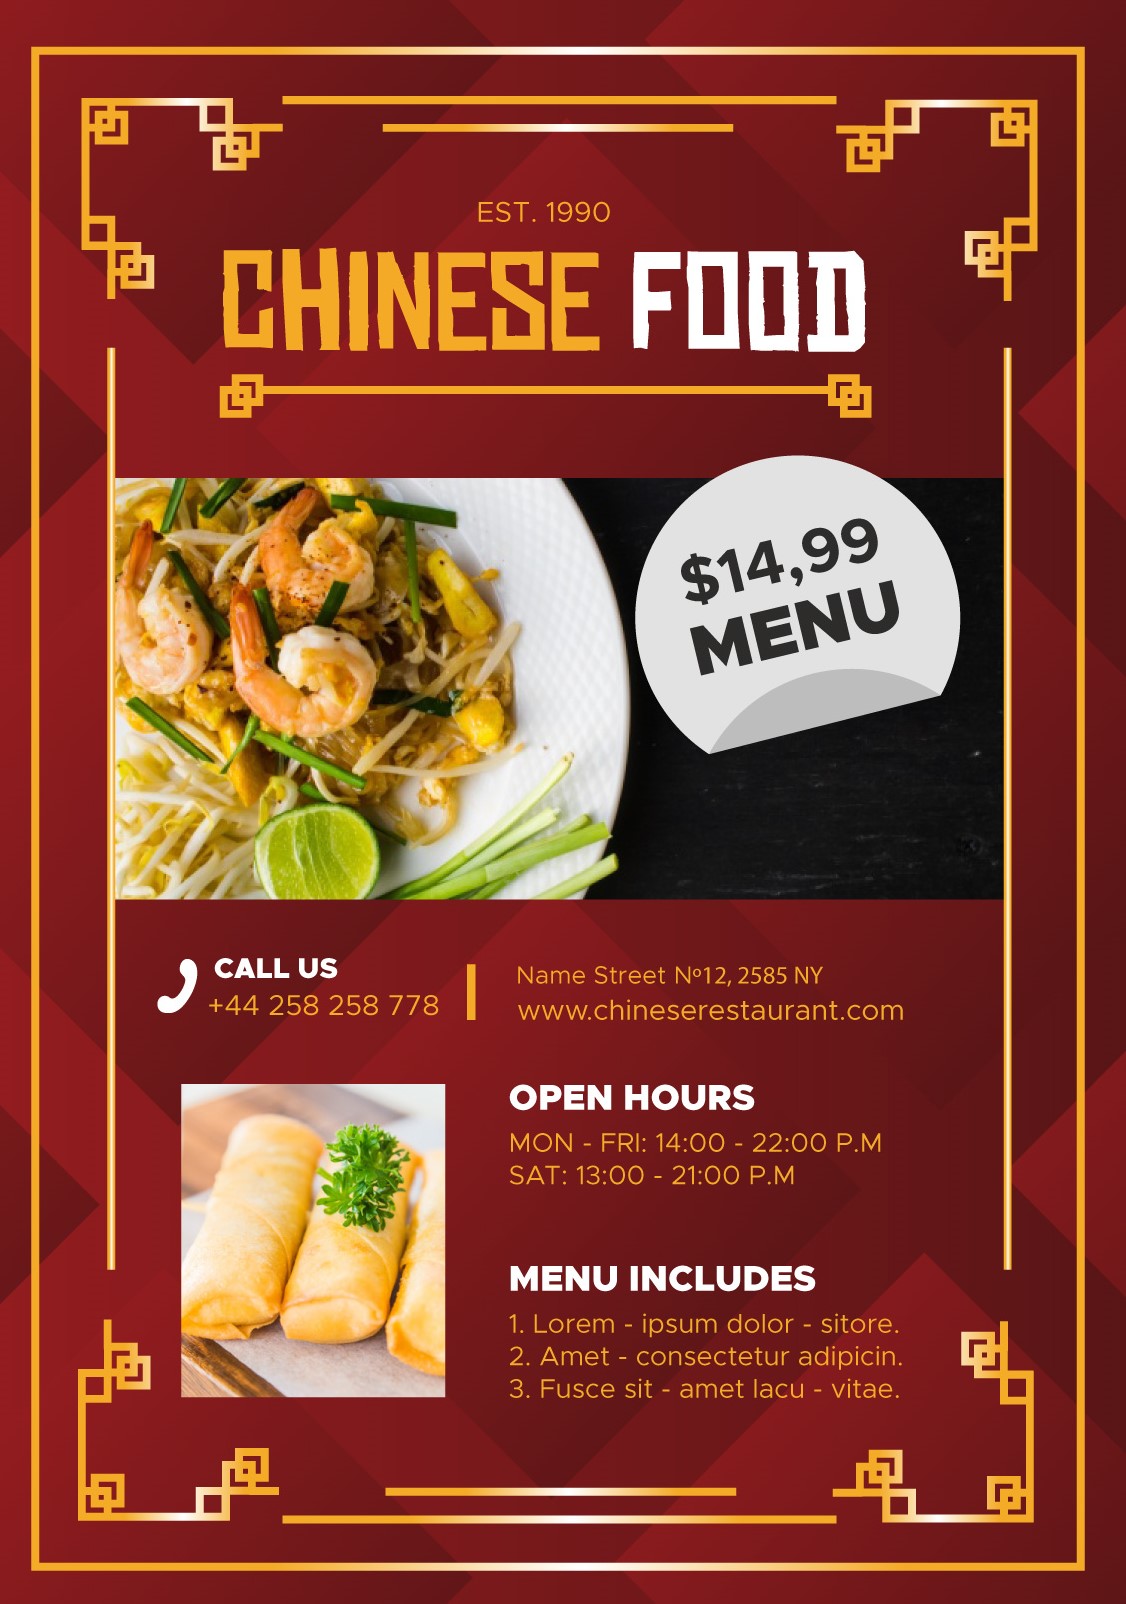 EST. 1990
CHINESE FOOD
$14,99
MENU
CALL US
+44 258 258 778
Name Street Nº12, 2585 NY
www.chineserestaurant.com
OPEN HOURS
MON - FRI: 14:00 - 22:00 P.M
SAT: 13:00 - 21:00 P.M
MENU INCLUDES
1. Lorem - ipsum dolor - sitore.
2. Amet - consectetur adipicin.
3. Fusce sit - amet lacu - vitae.